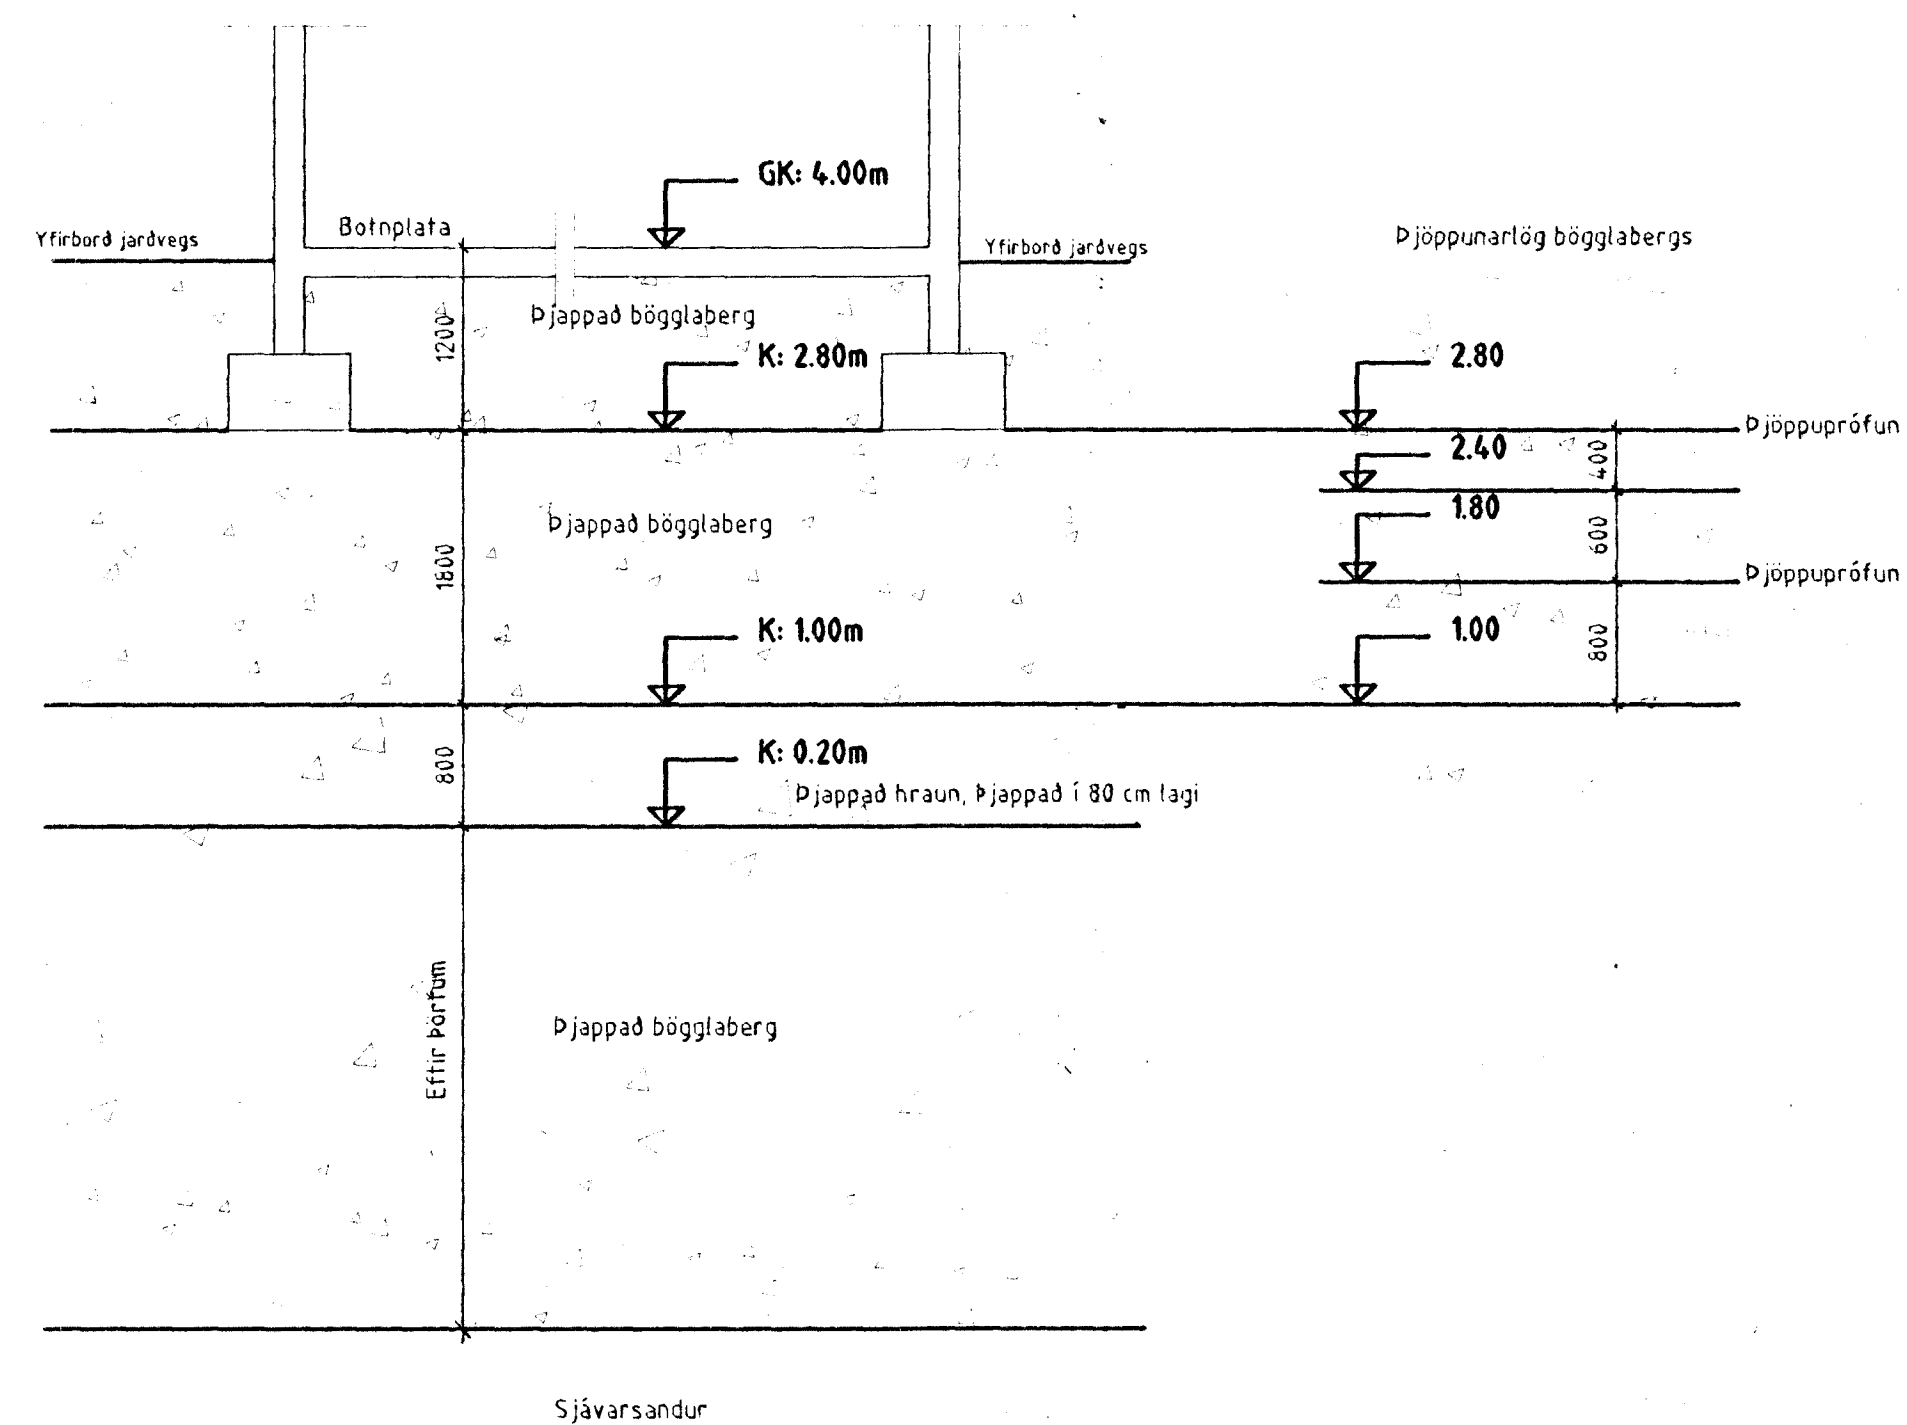 GK: 4.00m
Botnplata
Yfirborð jarðvegs
Yfirborð jarðvegs
Þjöppunarlög bögglabergs
Þjappað bögglaberg
1200
K: 2.80m
2.80
Þjöppuprófun
2.40
400
1.80
Þjappað bögglaberg
600
1800
Þjöppuprófun
K: 1.00m
1.00
800
K: 0.20m
800
Þjappað hraun, Þjappað í 80 cm lagi
Þjappað bögglaberg
Eftir Þörfum
Sjávarsandur